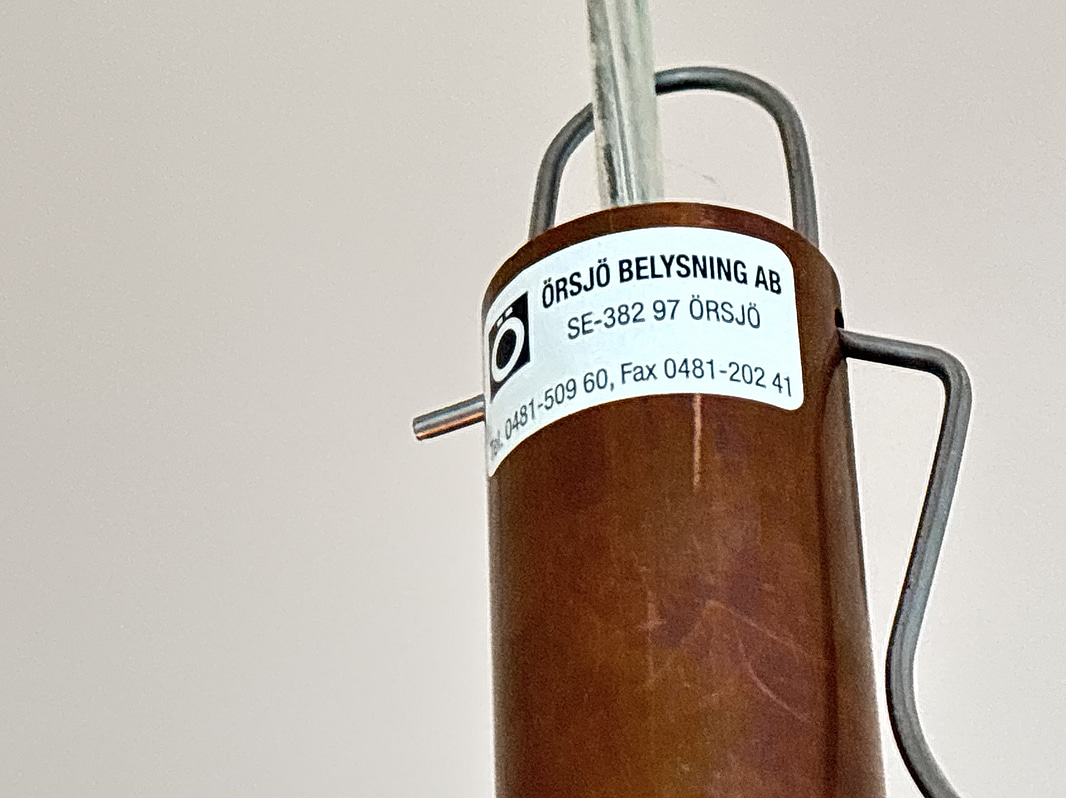 ÖRSJÖ BELYSNING AB
SE-382 97 ÖRSJÖ
Ö
Tel. 0481-509 60, Fax 0481-202 41